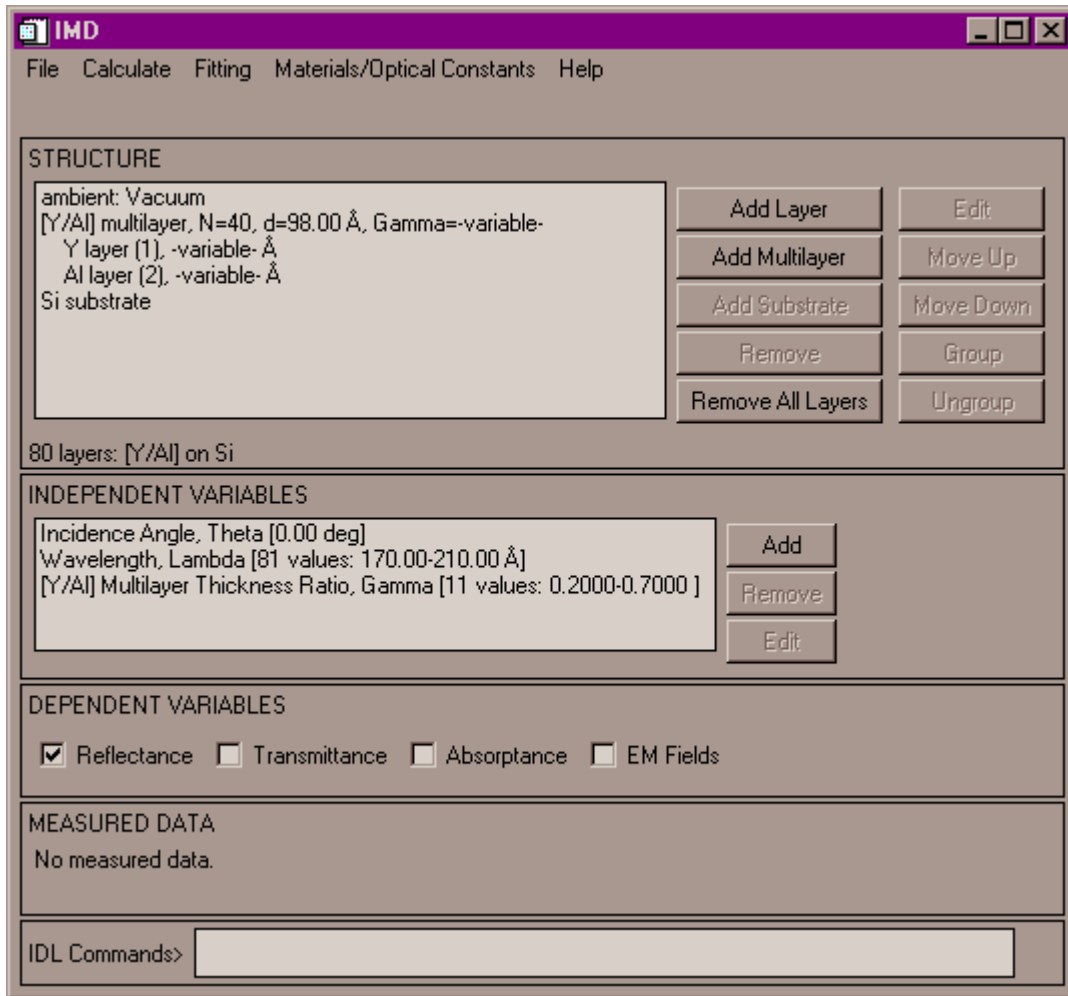 IMD
File Calculate Fitting Materials/Optical Constants Help
STRUCTURE
ambient: Vacuum
[Y/Al] multilayer, N=40, d=98.00 Å, Gamma=-variable-
Y layer (1), -variable- Å
Al layer (2), -variable- Å
Si substrate
Add Layer Edit
Add Multilayer Move Up
Add Substrate Move Down
Remove Group
Remove All Layers Ungroup
80 layers: [Y/Al] on Si
INDEPENDENT VARIABLES
Incidence Angle, Theta [0.00 deg]
Wavelength, Lambda [81 values: 170.00-210.00 Å]
[Y/Al] Multilayer Thickness Ratio, Gamma [11 values: 0.2000-0.7000 ]
Add
Remove
Edit
DEPENDENT VARIABLES
Reflectance Transmittance Absorptance EM Fields
MEASURED DATA
No measured data.
IDL Commands>